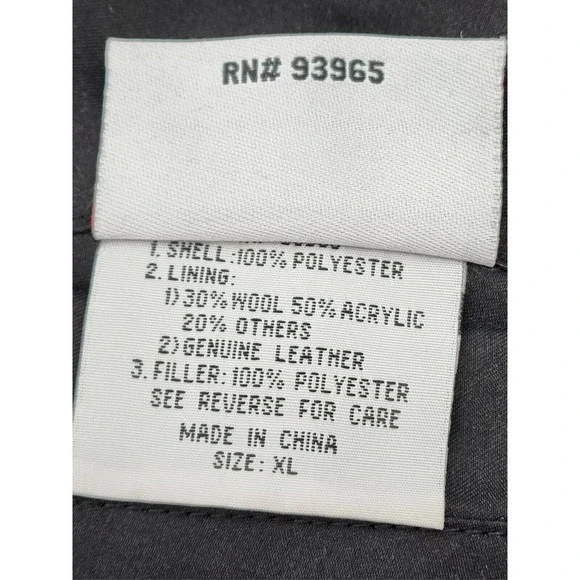 RN# 93965
1. SHELL:100% POLYESTER
2. LINING:
1)30% WOOL 50% ACRYLIC
20% OTHERS
2)GENUINE LEATHER
3. FILLER:100% POLYESTER
SEE REVERSE FOR CARE
MADE IN CHINA
SIZE: XL